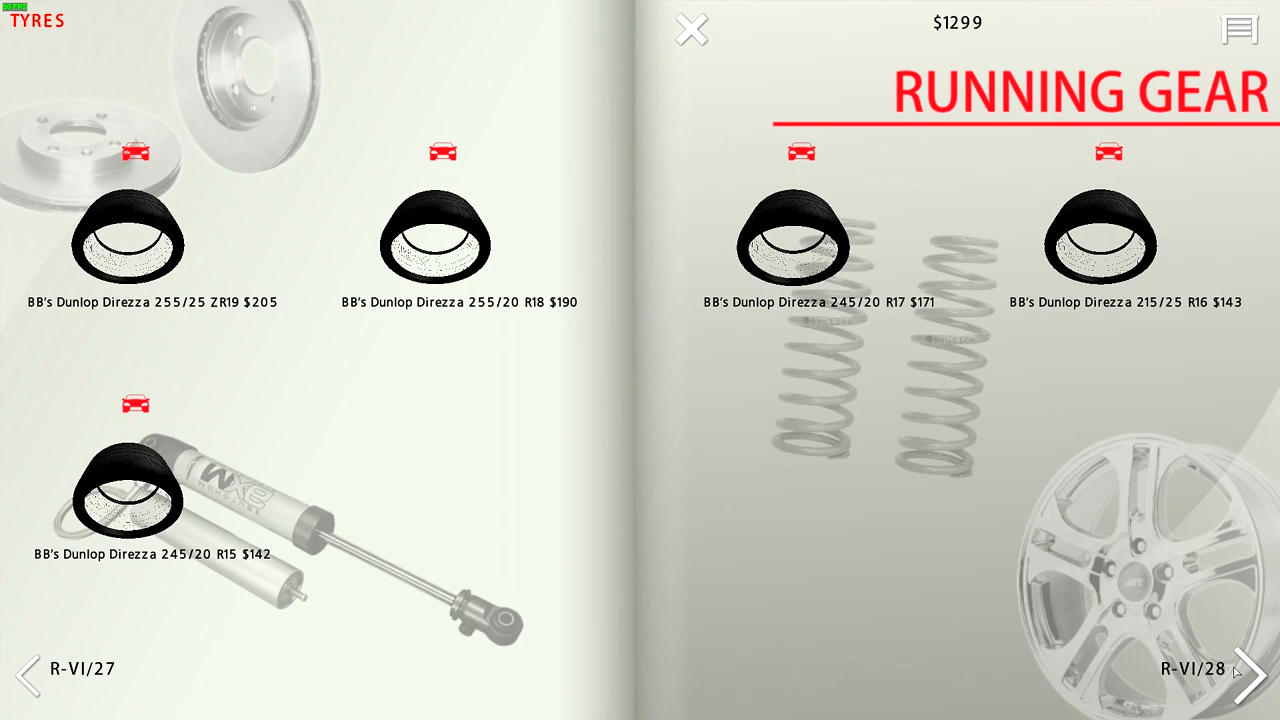 TYRES
$1299
RUNNING GEAR
BB's Dunlop Direzza 255/25 ZR19 $205
BB's Dunlop Direzza 255/20 R18 $190
BB's Dunlop Direzza 245/20 R17 $171
BB's Dunlop Direzza 215/25 R16 $143
BB's Dunlop Direzza 245/20 R15 $142
R-VI/27
R-VI/28